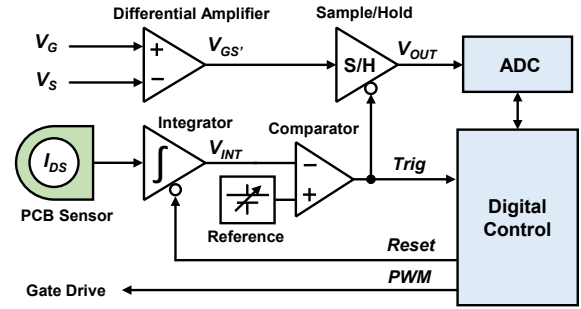 Differential Amplifier
Sample/Hold
V_G
+
V_GS'
V_OUT
V_S
−
S/H
ADC
Integrator
Comparator
I_DS
∫
V_INT
−
Trig
+
PCB Sensor
Digital
Control
Reference
Reset
PWM
Gate Drive